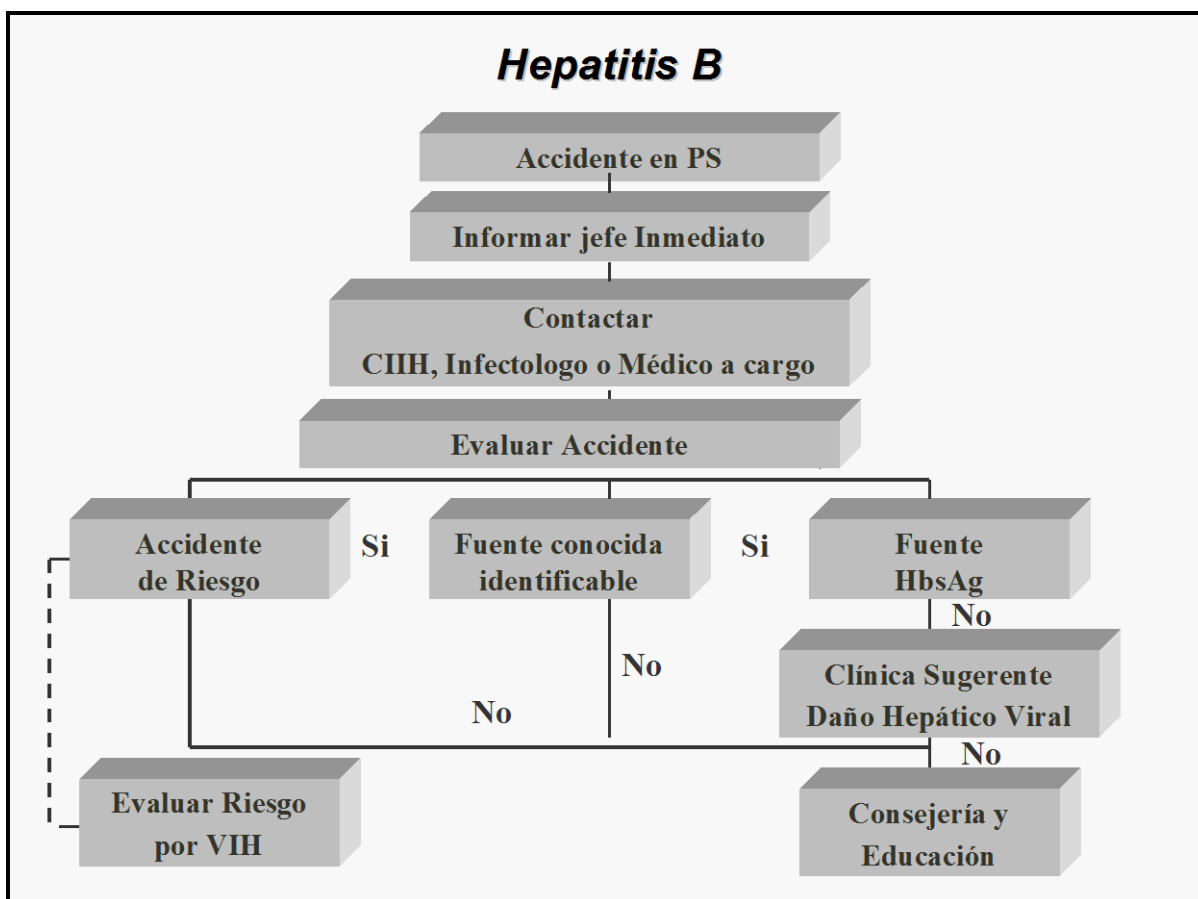 Hepatitis B
Accidente en PS
Informar jefe Inmediato
Contactar
CIIH, Infectologo o Médico a cargo
Evaluar Accidente
Accidente
de Riesgo
Si
Fuente conocida
identificable
Si
Fuente
HbsAg
No
No
Clínica Sugerente
Daño Hepático Viral
No
No
Evaluar Riesgo
por VIH
Consejería y
Educación